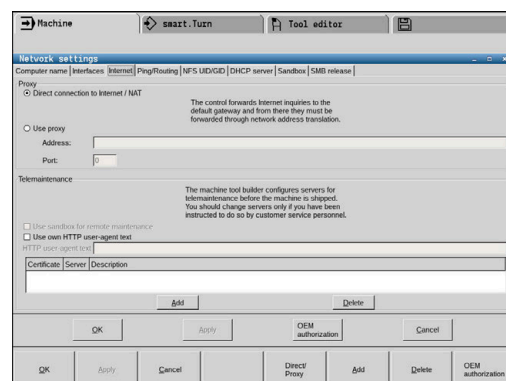 Machine
smart.Turn
Tool editor
Network settings
Computer name Interfaces Internet Ping/Routing NFS UID/GID DHCP server Sandbox SMB release
Proxy
Direct connection to Internet / NAT
The control forwards Internet inquiries to the
default gateway and from there they must be
forwarded through network address translation.
Use proxy
Address:
Port: 0
Telemaintenance
The machine tool builder configures servers for
telemaintenance before the machine is shipped.
You should change servers only if you have been
instructed to do so by customer service personnel.
Use sandbox for remote maintenance
Use own HTTP user-agent text
HTTP user agent text
Certificate Server Description
Add Delete
OK Apply OEM authorization Cancel
OK Apply Cancel Direct/ Proxy Add Delete OEM authorization